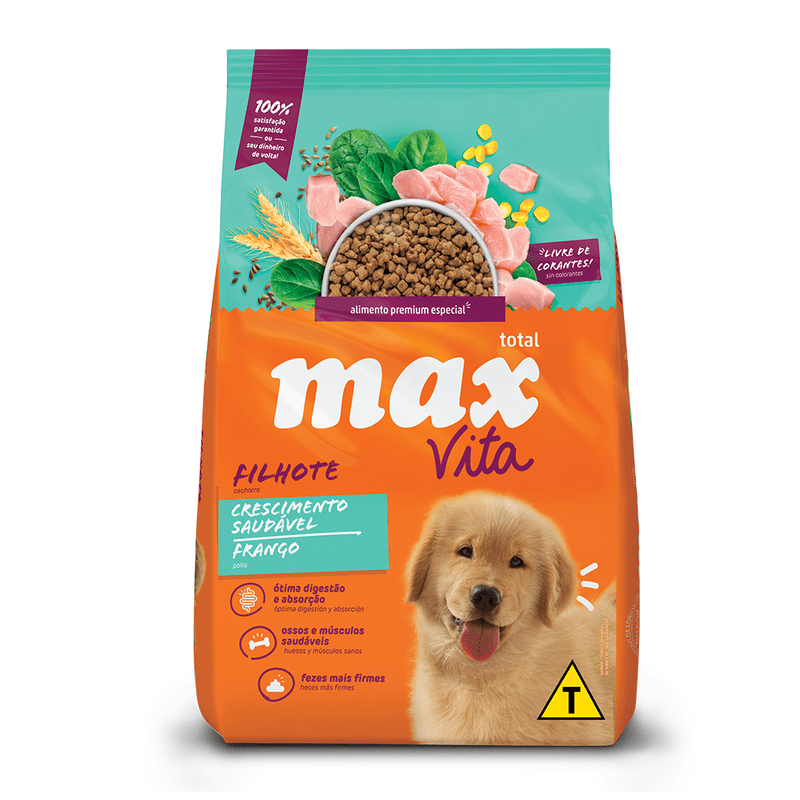 100%
satisfação
garantida
ou
seu dinheiro
de volta!
LIVRE DE
CORANTES!
sin colorantes
alimento premium especial
total
max
Vita
FILHOTE
cachorro
CRESCIMENTO
SAUDÁVEL
FRANGO
pollo
ótima digestão
e absorção
óptima digestión y absorción
ossos e músculos
saudáveis
huesos y músculos sanos
fezes mais firmes
heces más firmes
T